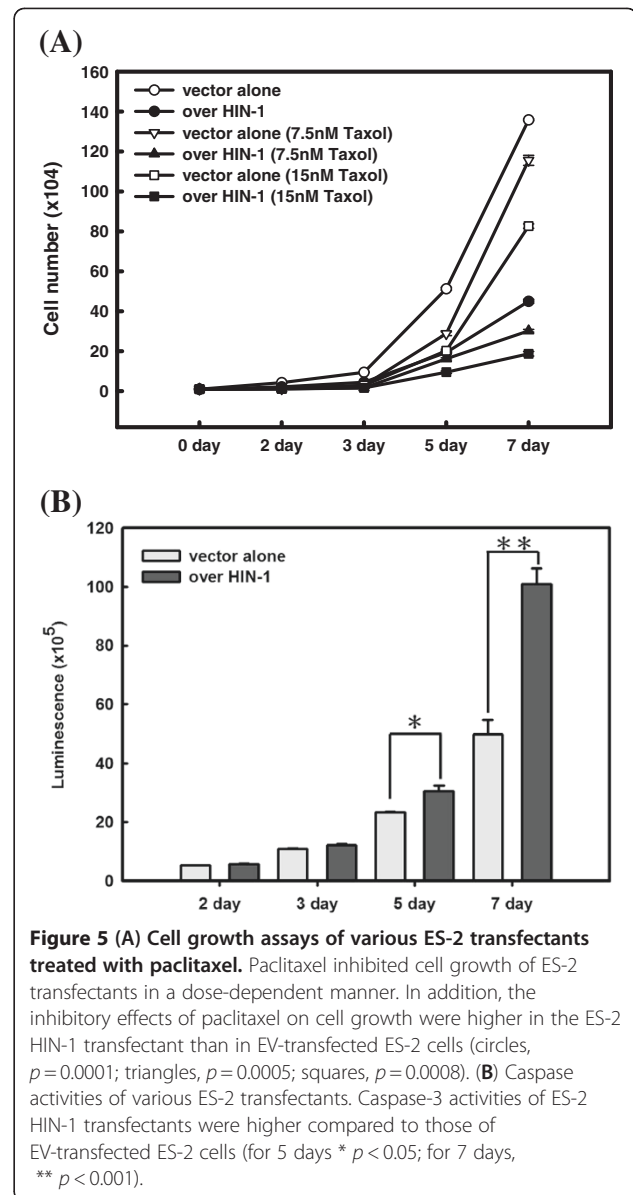 (A)
160
140
120
100
80
60
40
20
0
Cell number (x104)
vector alone
over HIN-1
vector alone (7.5nM Taxol)
over HIN-1 (7.5nM Taxol)
vector alone (15nM Taxol)
over HIN-1 (15nM Taxol)
0 day 2 day 3 day 5 day 7 day
(B)
120
100
80
60
40
20
0
Luminescence (x10⁵)
vector alone
over HIN-1
*
**
2 day 3 day 5 day 7 day
Figure 5 (A) Cell growth assays of various ES-2 transfectants
treated with paclitaxel. Paclitaxel inhibited cell growth of ES-2
transfectants in a dose-dependent manner. In addition, the
inhibitory effects of paclitaxel on cell growth were higher in the ES-2
HIN-1 transfectant than in EV-transfected ES-2 cells (circles,
p = 0.0001; triangles, p = 0.0005; squares, p = 0.0008). (B) Caspase
activities of various ES-2 transfectants. Caspase-3 activities of ES-2
HIN-1 transfectants were higher compared to those of
EV-transfected ES-2 cells (for 5 days * p < 0.05; for 7 days,
** p < 0.001).